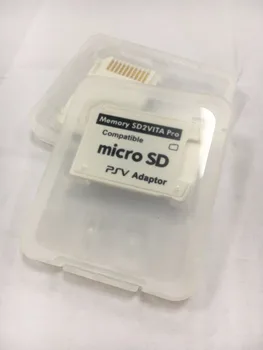 Memory SD2VITA Pro
Compatible
micro SD
PSV Adaptor